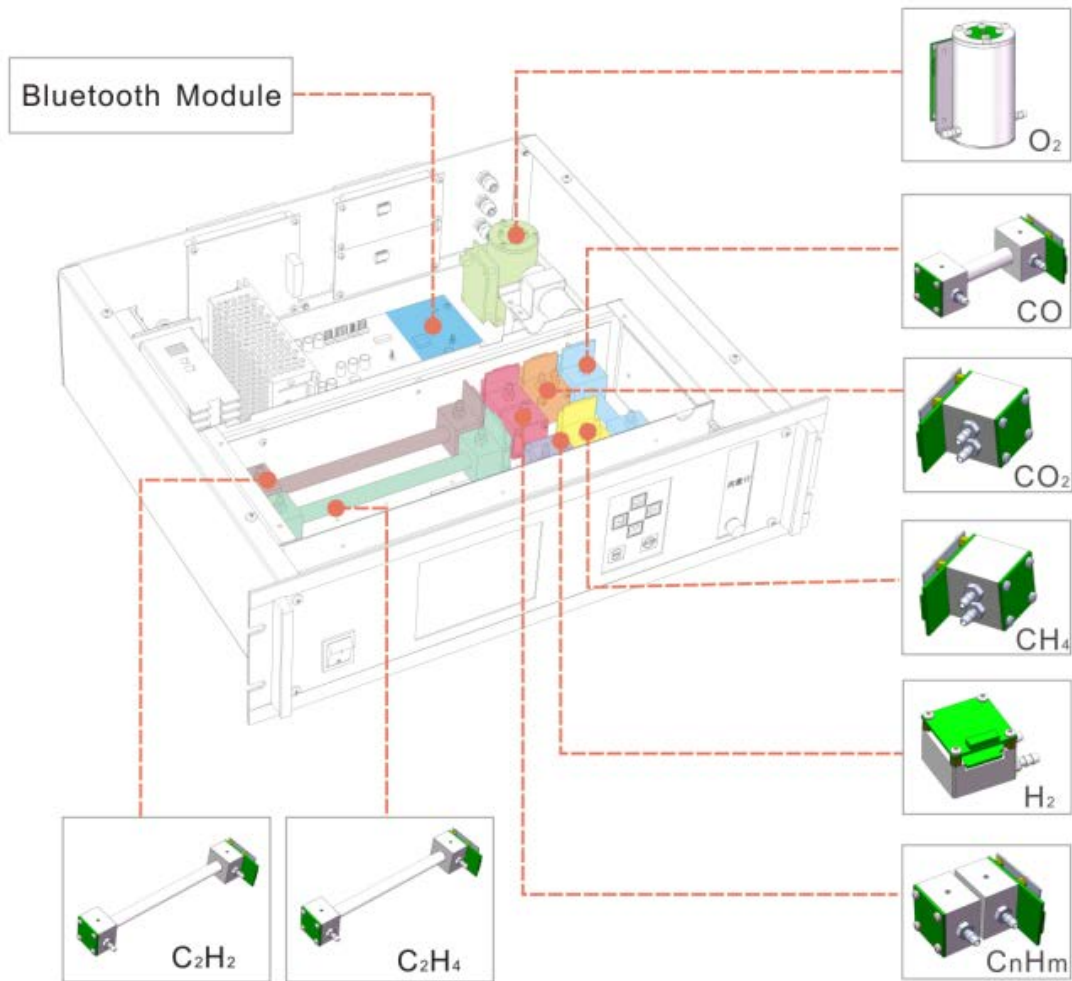 Bluetooth Module
O₂
CO
CO₂
CH₄
H₂
CnHm
C₂H₂
C₂H₄